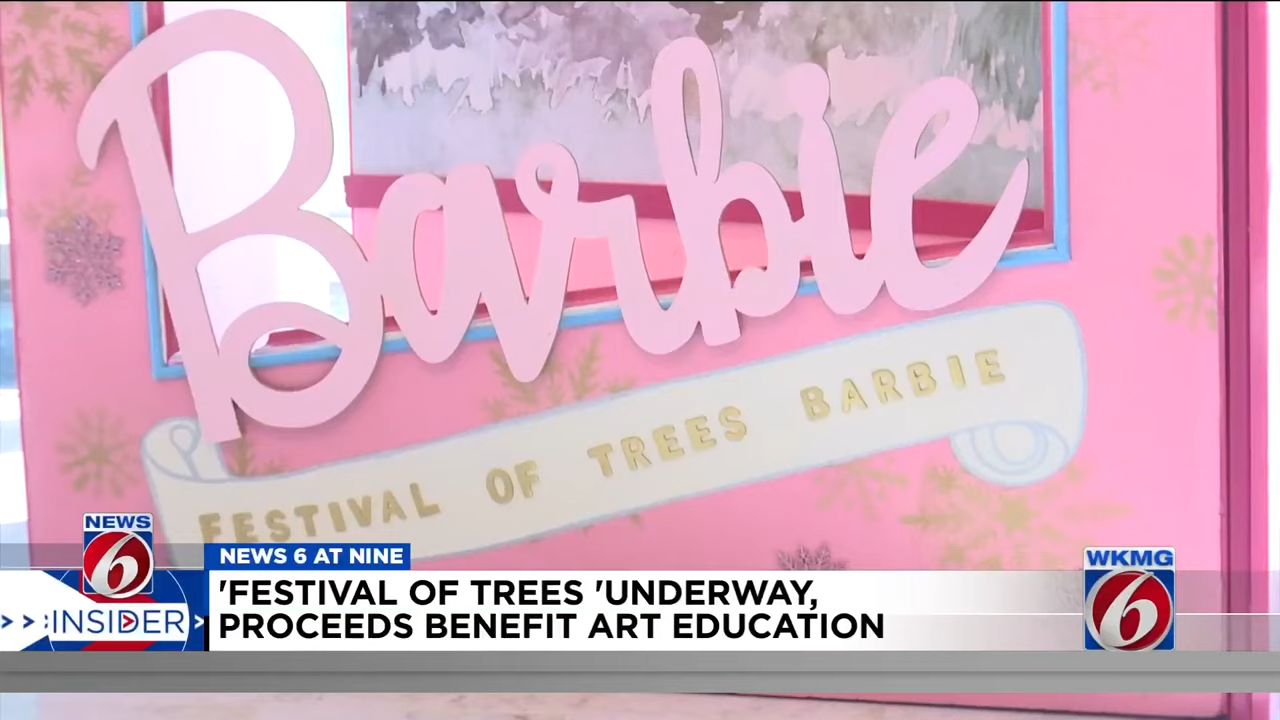 Barbie
FESTIVAL OF TREES BARBIE
NEWS
6
INSIDER
NEWS 6 AT NINE
'FESTIVAL OF TREES 'UNDERWAY,
PROCEEDS BENEFIT ART EDUCATION
WKMG
6